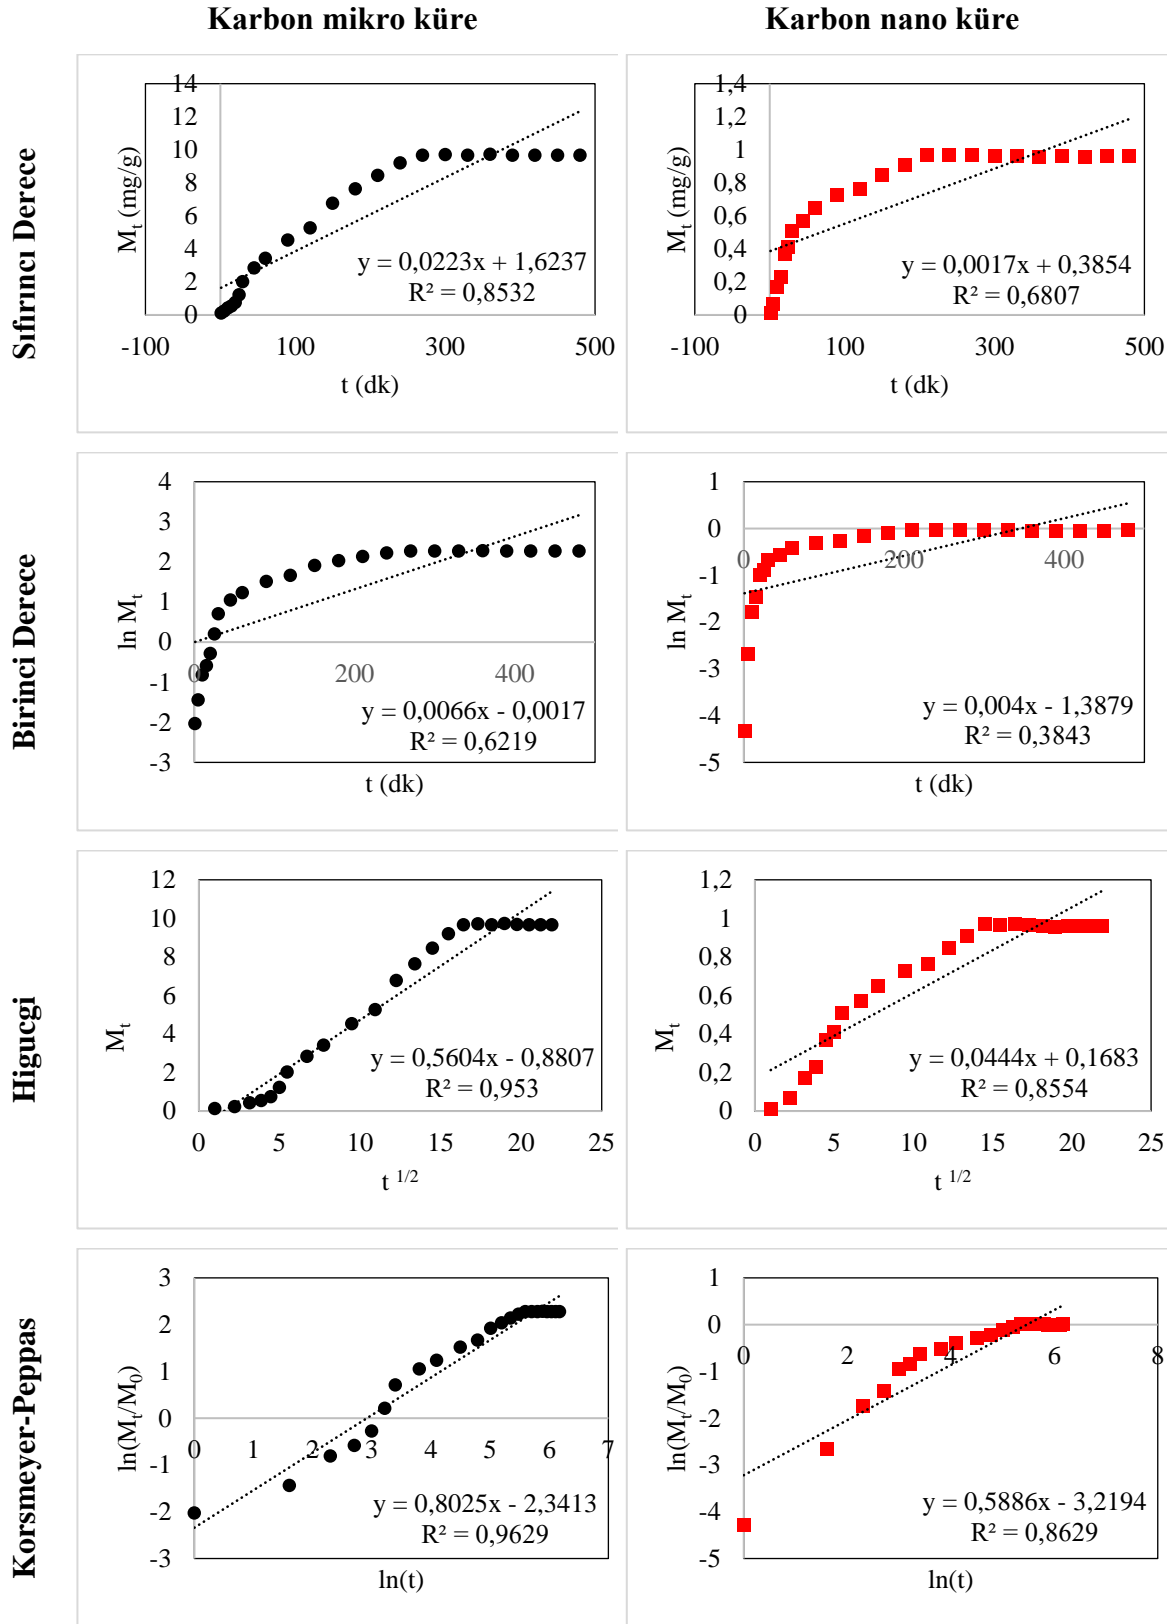 Karbon mikro küre
Karbon nano küre
Sıfırıncı Derece
14
12
10
8
6
4
2
0
-100
100
300
500
M_t (mg/g)
t (dk)
y = 0,0223x + 1,6237
R² = 0,8532
1,4
1,2
1
0,8
0,6
0,4
0,2
0
-100
100
300
500
M_t (mg/g)
t (dk)
y = 0,0017x + 0,3854
R² = 0,6807
Birinci Derece
4
3
2
1
0
-1
-2
-3
0
200
400
ln M_t
t (dk)
y = 0,0066x - 0,0017
R² = 0,6219
1
0
-1
-2
-3
-4
-5
0
200
400
ln M_t
t (dk)
y = 0,004x - 1,3879
R² = 0,3843
Higucgi
12
10
8
6
4
2
0
0
5
10
15
20
25
M_t
t ^1/2
y = 0,5604x - 0,8807
R² = 0,953
1,2
1
0,8
0,6
0,4
0,2
0
0
5
10
15
20
25
M_t
t ^1/2
y = 0,0444x + 0,1683
R² = 0,8554
Korsmeyer-Peppas
3
2
1
0
-1
-2
-3
0
1
2
3
4
5
6
7
ln(M_t/M_0)
ln(t)
y = 0,8025x - 2,3413
R² = 0,9629
1
0
-1
-2
-3
-4
-5
0
2
4
6
8
ln(M_t/M_0)
ln(t)
y = 0,5886x - 3,2194
R² = 0,8629